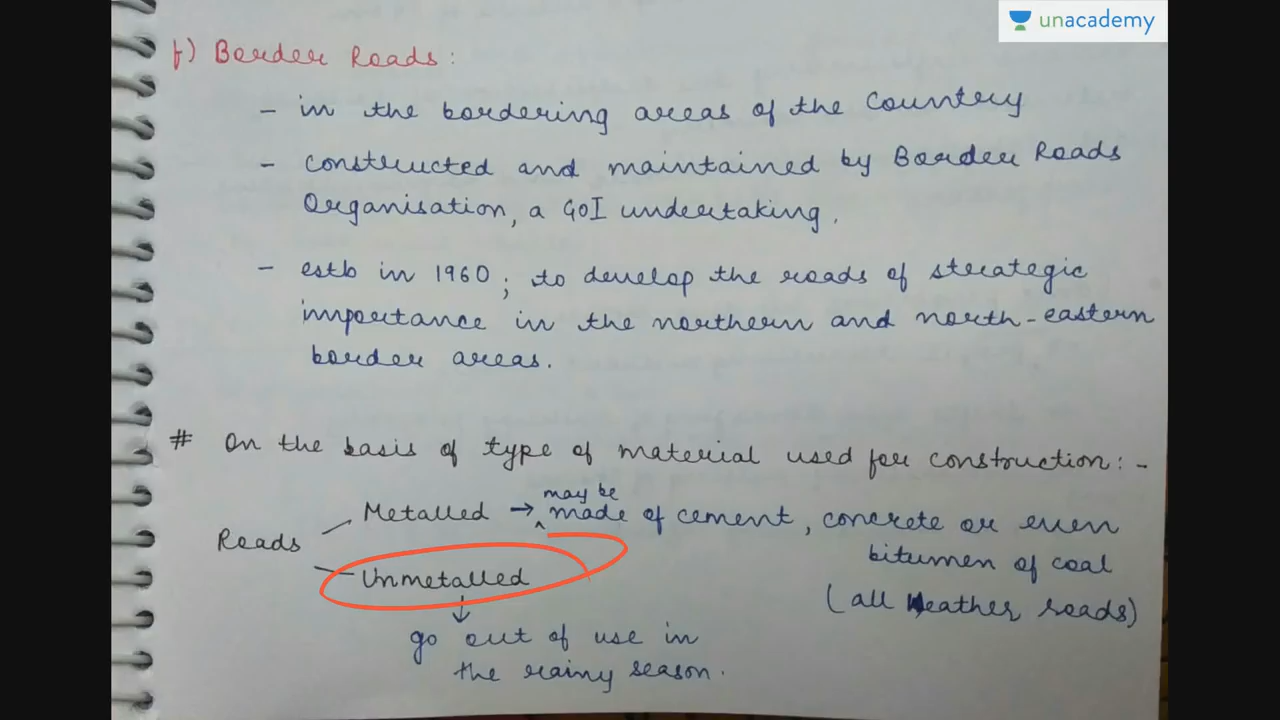 unacademy
f) Border Roads:
- in the bordering areas of the country
- constructed and maintained by Border Roads
Organisation, a GOI undertaking.
- estb in 1960; to develop the roads of strategic
importance in the northern and north-eastern
border areas.
# On the basis of type of material used for construction:-
Roads
Metalled → may be made of cement, concrete or even
bitumen of coal
(all weather roads)
Unmetalled
↓
go out of use in
the rainy season.